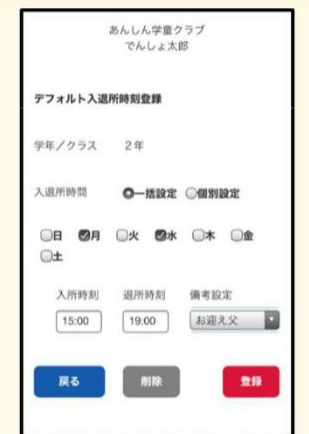 あんしん学童クラブ
でんしょ太郎
デフォルト入退所時刻登録
学年／クラス 2年
入退所時間 一括設定 個別設定
日 月 火 水 木 金
土
入所時刻 退所時刻 備考設定
15:00 19:00 お迎え父
戻る 削除 登録